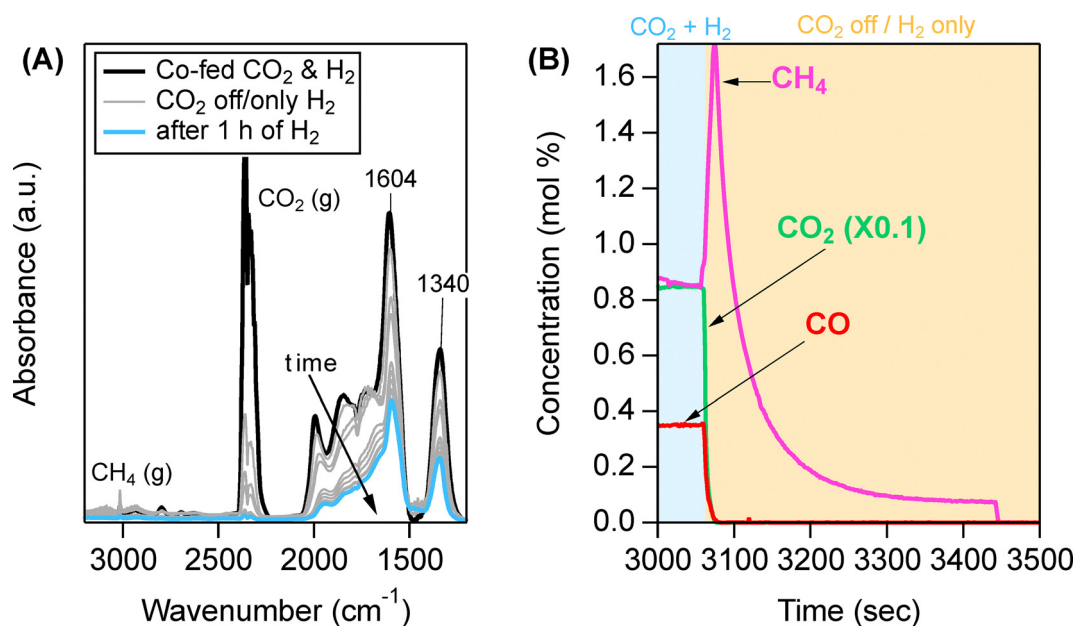 (A)
Co-fed CO₂ & H₂
CO₂ off/only H₂
after 1 h of H₂
CO₂ (g)
1604
1340
time
CH₄ (g)
Absorbance (a.u.)
3000 2500 2000 1500
Wavenumber (cm⁻¹)
CO₂ + H₂
CO₂ off / H₂ only
(B)
CH₄
CO₂ (X0.1)
CO
Concentration (mol %)
1.6
1.4
1.2
1.0
0.8
0.6
0.4
0.2
0.0
3000 3100 3200 3300 3400 3500
Time (sec)